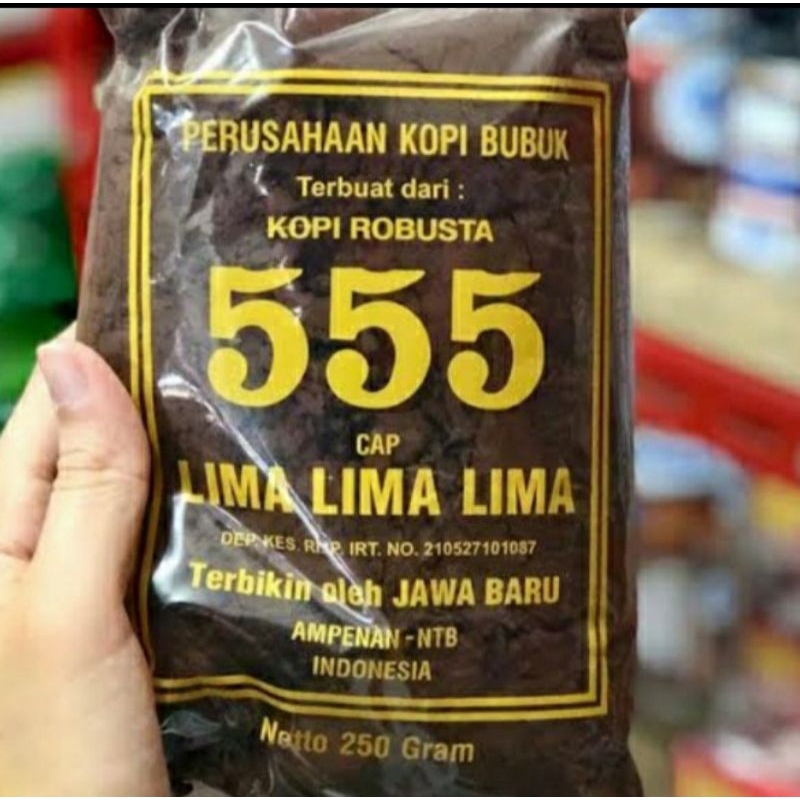 PERUSAHAAN KOPI BUBUK
Terbuat dari :
KOPI ROBUSTA
555
CAP
LIMA LIMA LIMA
DEP. KES. RI P. IRT. NO. 210527101087
Terbikin oleh JAWA BARU
AMPENAN - NTB
INDONESIA
Netto 250 Gram